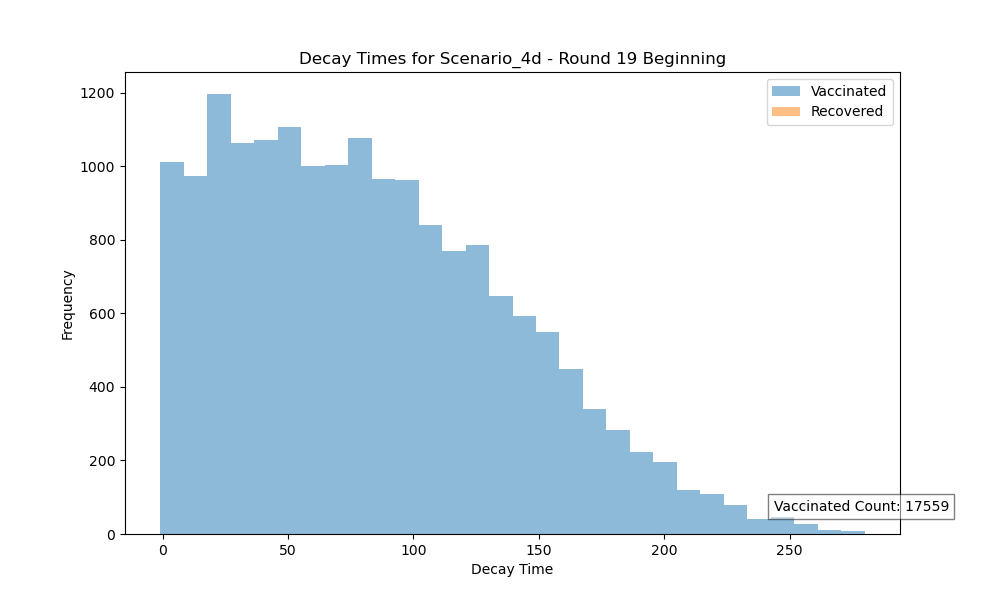 Decay Times for Scenario_4d - Round 19 Beginning
Vaccinated
Recovered
1200
1000
800
600
400
200
0
Frequency
Vaccinated Count: 17559
0 50 100 150 200 250
Decay Time